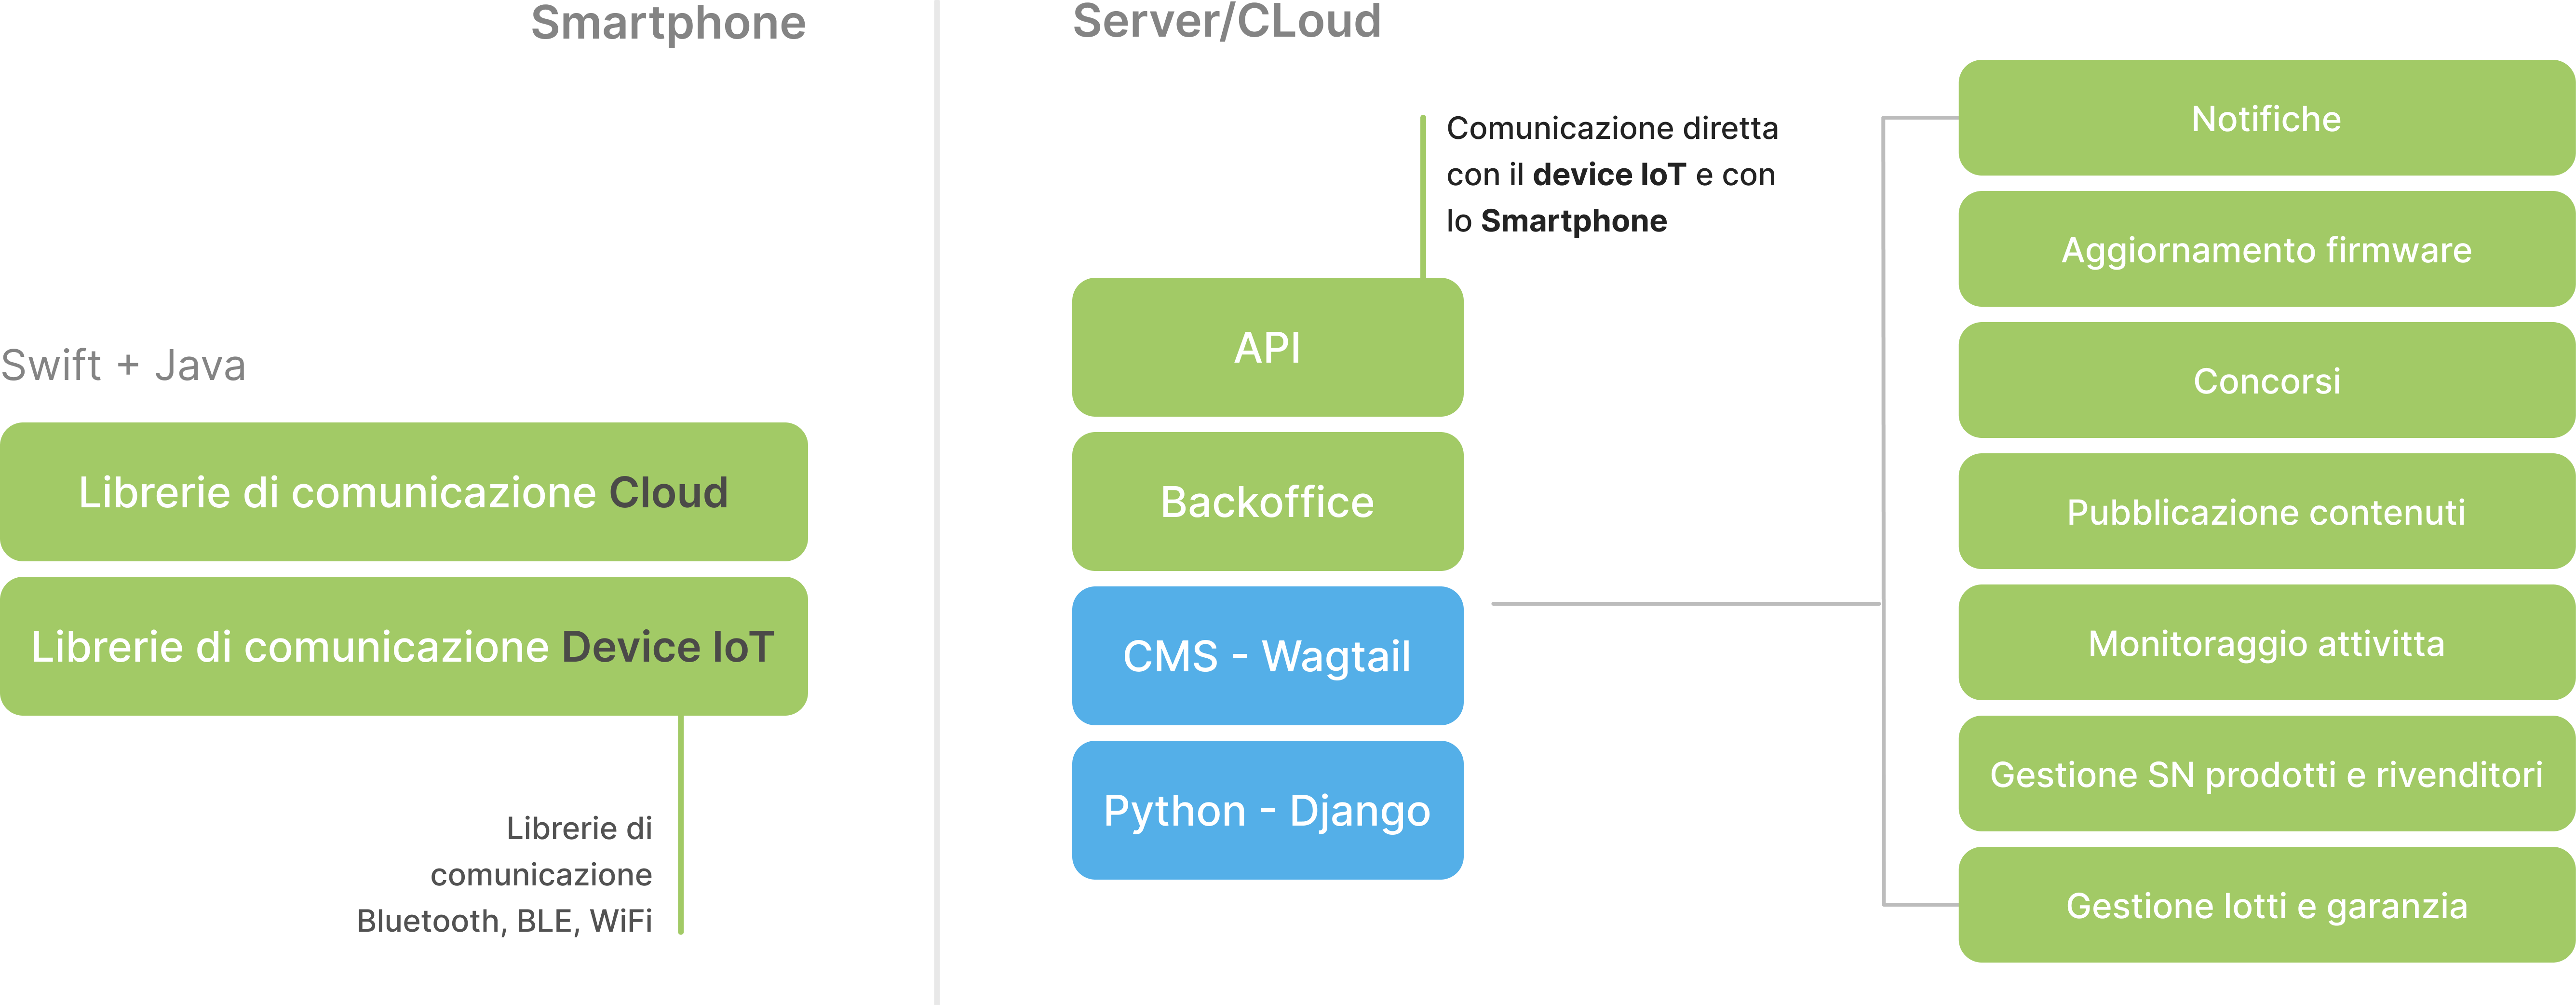 Smartphone
Swift + Java
Librerie di comunicazione Cloud
Librerie di comunicazione Device IoT
Librerie di
comunicazione
Bluetooth, BLE, WiFi
Server/CLoud
Comunicazione diretta
con il device IoT e con
lo Smartphone
API
Backoffice
CMS - Wagtail
Python - Django
Notifiche
Aggiornamento firmware
Concorsi
Pubblicazione contenuti
Monitoraggio attivitta
Gestione SN prodotti e rivenditori
Gestione lotti e garanzia